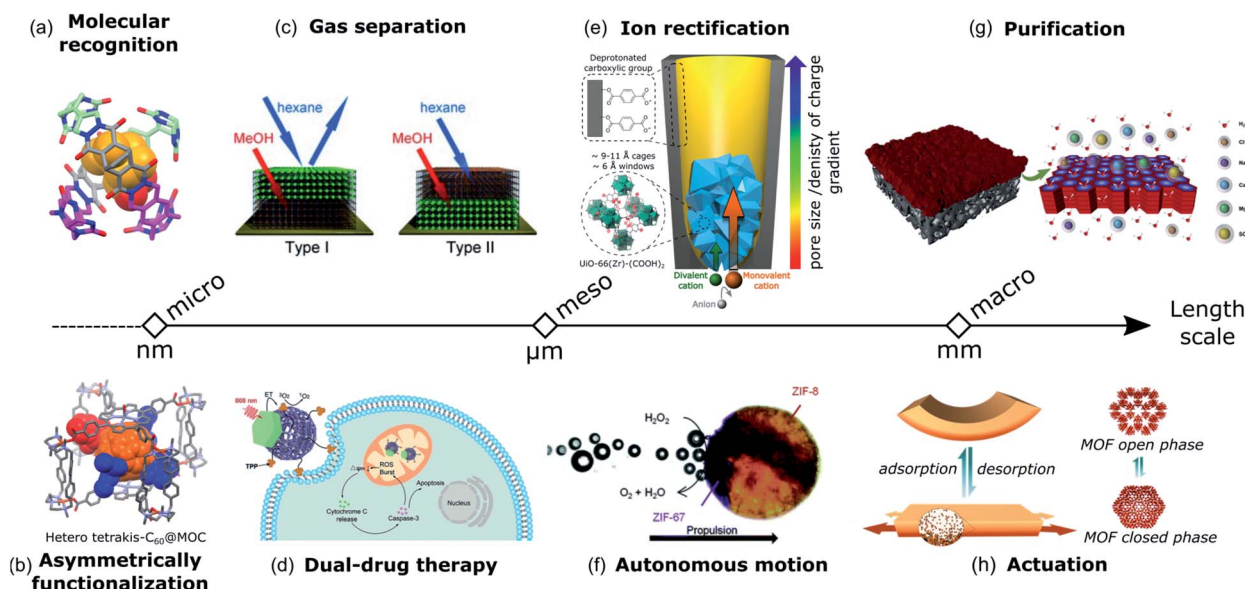 (a) Molecular
recognition
(c) Gas separation
hexane
MeOH
Type I
hexane
MeOH
Type II
(e) Ion rectification
Deprotonated
carboxylic group
~ 9-11 Å cages
~ 6 Å windows
UiO-66(Zr)-(COOH)₂
Divalent
cation
Monovalent
cation
Anion
pore size /denisty of charge
gradient
(g) Purification
micro
nm
meso
μm
macro
mm
Length
scale
Hetero tetrakis-C₆₀@MOC
(b) Asymmetrically
functionalization
808 nm
ET
³O₂
¹O₂
TPP
ROS
Burst
Cytochrome C
release
Caspase-3
Apoptosis
Nucleus
(d) Dual-drug therapy
H₂O₂
O₂ + H₂O
ZIF-8
ZIF-67
Propulsion
(f) Autonomous motion
adsorption
desorption
MOF open phase
MOF closed phase
(h) Actuation